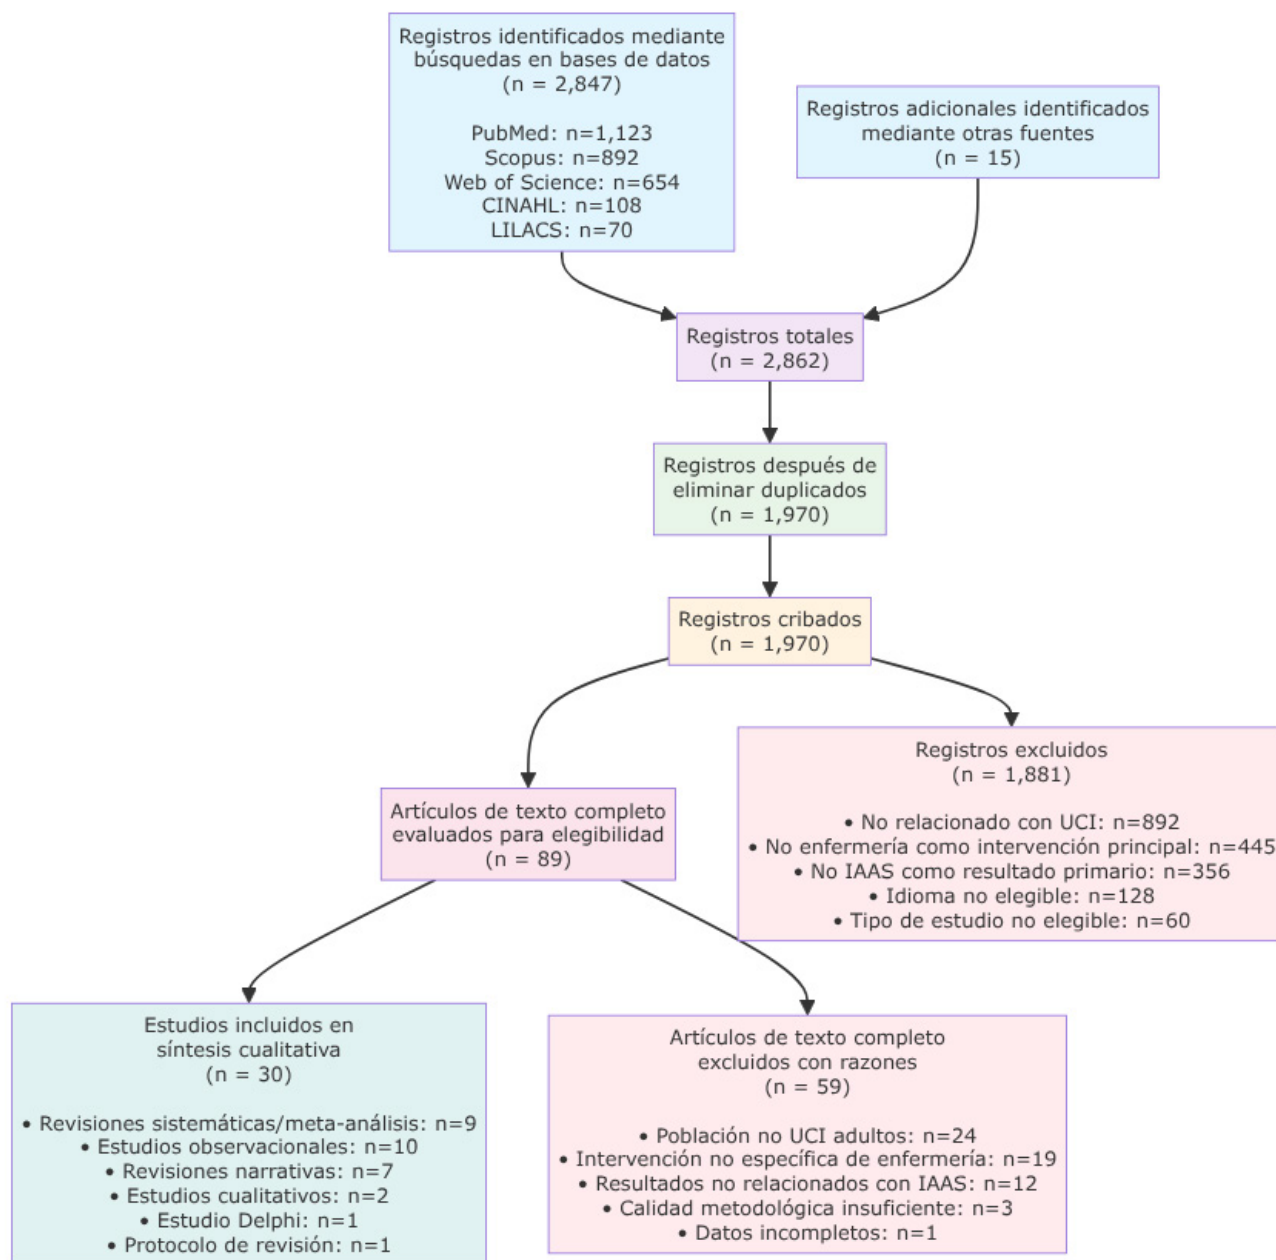 Registros identificados mediante
búsquedas en bases de datos
(n = 2,847)
PubMed: n=1,123
Scopus: n=892
Web of Science: n=654
CINAHL: n=108
LILACS: n=70
Registros adicionales identificados
mediante otras fuentes
(n = 15)
Registros totales
(n = 2,862)
Registros después de
eliminar duplicados
(n = 1,970)
Registros cribados
(n = 1,970)
Registros excluidos
(n = 1,881)
• No relacionado con UCI: n=892
• No enfermería como intervención principal: n=445
• No IAAS como resultado primario: n=356
• Idioma no elegible: n=128
• Tipo de estudio no elegible: n=60
Artículos de texto completo
evaluados para elegibilidad
(n = 89)
Estudios incluidos en
síntesis cualitativa
(n = 30)
• Revisiones sistemáticas/meta-análisis: n=9
• Estudios observacionales: n=10
• Revisiones narrativas: n=7
• Estudios cualitativos: n=2
• Estudio Delphi: n=1
• Protocolo de revisión: n=1
Artículos de texto completo
excluidos con razones
(n = 59)
• Población no UCI adultos: n=24
• Intervención no específica de enfermería: n=19
• Resultados no relacionados con IAAS: n=12
• Calidad metodológica insuficiente: n=3
• Datos incompletos: n=1